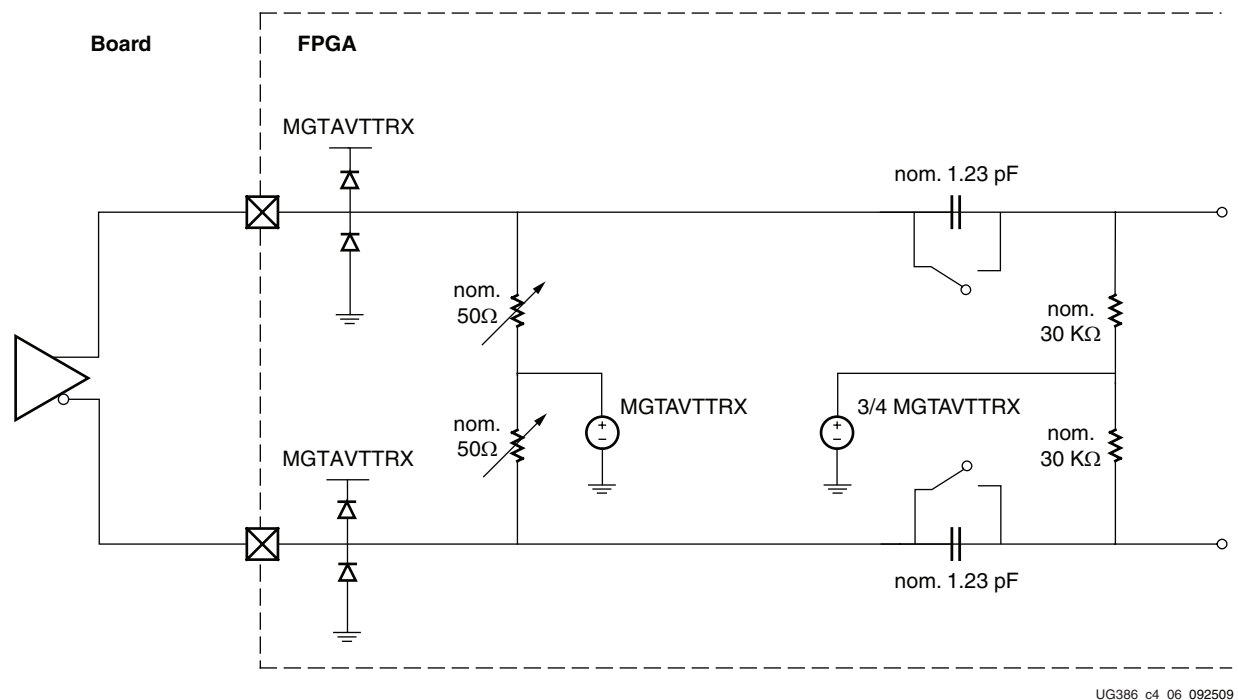 Board
FPGA
MGTAVTTRX
nom. 1.23 pF
nom.
50Ω
nom.
30 KΩ
MGTAVTTRX
3/4 MGTAVTTRX
nom.
50Ω
nom.
30 KΩ
MGTAVTTRX
nom. 1.23 pF
UG386_c4_06_092509